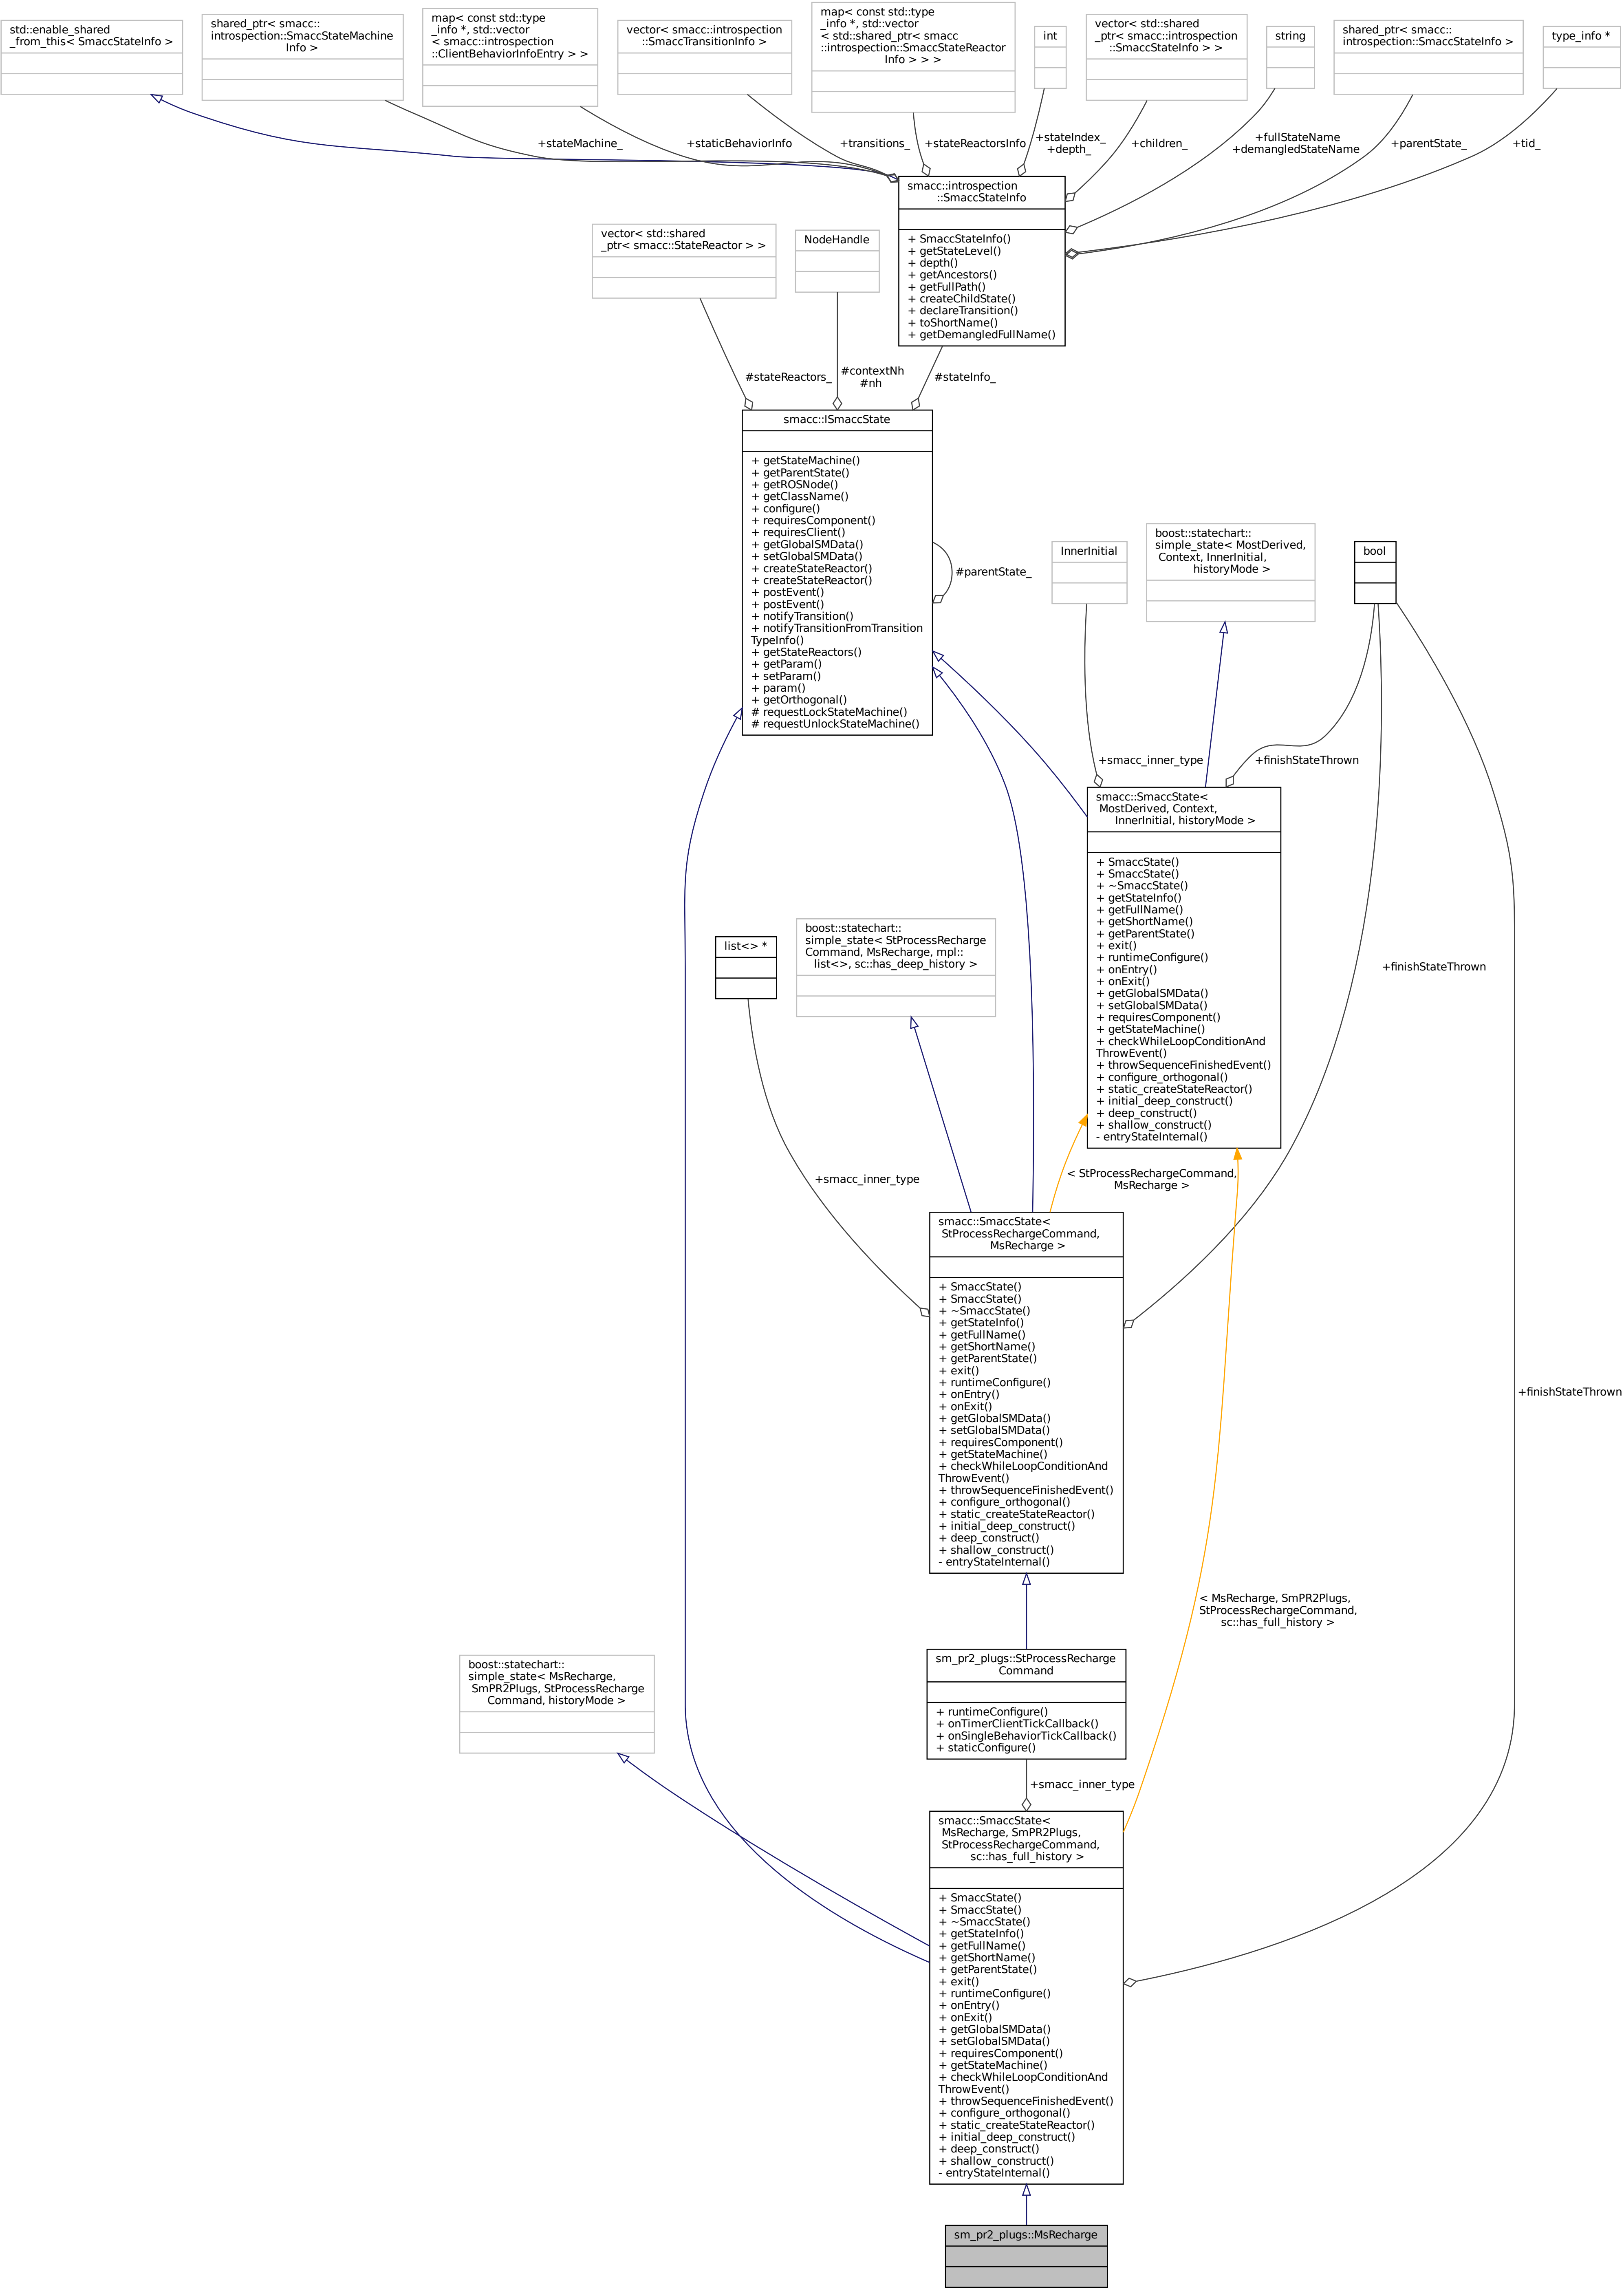 std::enable_shared
_from_this< SmaccStateInfo >
shared_ptr< smacc::
introspection::SmaccStateMachine
Info >
map< const std::type
_info *, std::vector
< smacc::introspection
::ClientBehaviorInfoEntry > >
vector< smacc::introspection
::SmaccTransitionInfo >
map< const std::type
_info *, std::vector
< std::shared_ptr< smacc
::introspection::SmaccStateReactor
Info > > >
int
vector< std::shared
_ptr< smacc::introspection
::SmaccStateInfo > >
string
shared_ptr< smacc::
introspection::SmaccStateInfo >
type_info *
+stateMachine_
+staticBehaviorInfo
+transitions_
+stateReactorsInfo
+stateIndex_
+depth_
+children_
+fullStateName
+demangledStateName
+parentState_
+tid_
smacc::introspection
::SmaccStateInfo
+ SmaccStateInfo()
+ getStateLevel()
+ depth()
+ getAncestors()
+ getFullPath()
+ createChildState()
+ declareTransition()
+ toShortName()
+ getDemangledFullName()
vector< std::shared
_ptr< smacc::StateReactor > >
NodeHandle
#stateReactors_
#contextNh
#nh
#stateInfo_
smacc::ISmaccState
+ getStateMachine()
+ getParentState()
+ getROSNode()
+ getClassName()
+ configure()
+ requiresComponent()
+ requiresClient()
+ getGlobalSMData()
+ setGlobalSMData()
+ createStateReactor()
+ createStateReactor()
+ postEvent()
+ postEvent()
+ notifyTransition()
+ notifyTransitionFromTransition
TypeInfo()
+ getStateReactors()
+ getParam()
+ setParam()
+ param()
+ getOrthogonal()
# requestLockStateMachine()
# requestUnlockStateMachine()
#parentState_
InnerInitial
boost::statechart::
simple_state< MostDerived,
Context, InnerInitial,
historyMode >
bool
+smacc_inner_type
+finishStateThrown
smacc::SmaccState<
MostDerived, Context,
InnerInitial, historyMode >
+ SmaccState()
+ SmaccState()
+ ~SmaccState()
+ getStateInfo()
+ getFullName()
+ getShortName()
+ getParentState()
+ exit()
+ runtimeConfigure()
+ onEntry()
+ onExit()
+ getGlobalSMData()
+ setGlobalSMData()
+ requiresComponent()
+ getStateMachine()
+ checkWhileLoopConditionAnd
ThrowEvent()
+ throwSequenceFinishedEvent()
+ configure_orthogonal()
+ static_createStateReactor()
+ initial_deep_construct()
+ deep_construct()
+ shallow_construct()
- entryStateInternal()
list<> *
boost::statechart::
simple_state< StProcessRecharge
Command, MsRecharge, mpl::
list<>, sc::has_deep_history >
+finishStateThrown
+smacc_inner_type
< StProcessRechargeCommand,
MsRecharge >
smacc::SmaccState<
StProcessRechargeCommand,
MsRecharge >
+ SmaccState()
+ SmaccState()
+ ~SmaccState()
+ getStateInfo()
+ getFullName()
+ getShortName()
+ getParentState()
+ exit()
+ runtimeConfigure()
+ onEntry()
+ onExit()
+ getGlobalSMData()
+ setGlobalSMData()
+ requiresComponent()
+ getStateMachine()
+ checkWhileLoopConditionAnd
ThrowEvent()
+ throwSequenceFinishedEvent()
+ configure_orthogonal()
+ static_createStateReactor()
+ initial_deep_construct()
+ deep_construct()
+ shallow_construct()
- entryStateInternal()
+finishStateThrown
< MsRecharge, SmPR2Plugs,
StProcessRechargeCommand,
sc::has_full_history >
boost::statechart::
simple_state< MsRecharge,
SmPR2Plugs, StProcessRecharge
Command, historyMode >
sm_pr2_plugs::StProcessRecharge
Command
+ runtimeConfigure()
+ onTimerClientTickCallback()
+ onSingleBehaviorTickCallback()
+ staticConfigure()
+smacc_inner_type
smacc::SmaccState<
MsRecharge, SmPR2Plugs,
StProcessRechargeCommand,
sc::has_full_history >
+ SmaccState()
+ SmaccState()
+ ~SmaccState()
+ getStateInfo()
+ getFullName()
+ getShortName()
+ getParentState()
+ exit()
+ runtimeConfigure()
+ onEntry()
+ onExit()
+ getGlobalSMData()
+ setGlobalSMData()
+ requiresComponent()
+ getStateMachine()
+ checkWhileLoopConditionAnd
ThrowEvent()
+ throwSequenceFinishedEvent()
+ configure_orthogonal()
+ static_createStateReactor()
+ initial_deep_construct()
+ deep_construct()
+ shallow_construct()
- entryStateInternal()
sm_pr2_plugs::MsRecharge